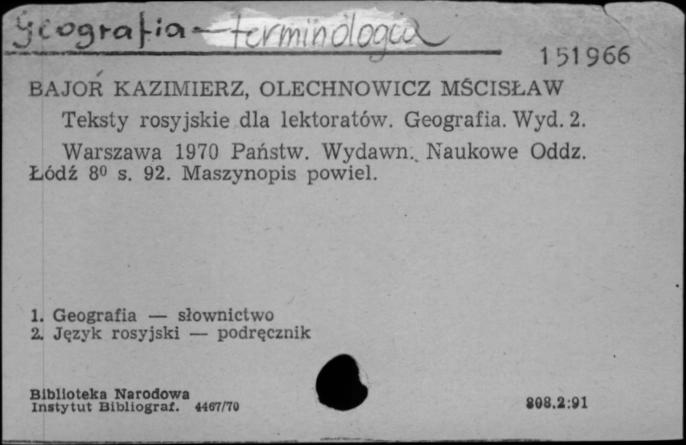 Geografia — terminologia
151966
BAJOR KAZIMIERZ, OLECHNOWICZ MŚCISŁAW
Teksty rosyjskie dla lektoratów. Geografia. Wyd. 2.
Warszawa 1970 Państw. Wydawn. Naukowe Oddz.
Łódź 8⁰ s. 92. Maszynopis powiel.
1. Geografia — słownictwo
2. Język rosyjski — podręcznik
Biblioteka Narodowa
Instytut Bibliograf. 4467/70
808.2:91